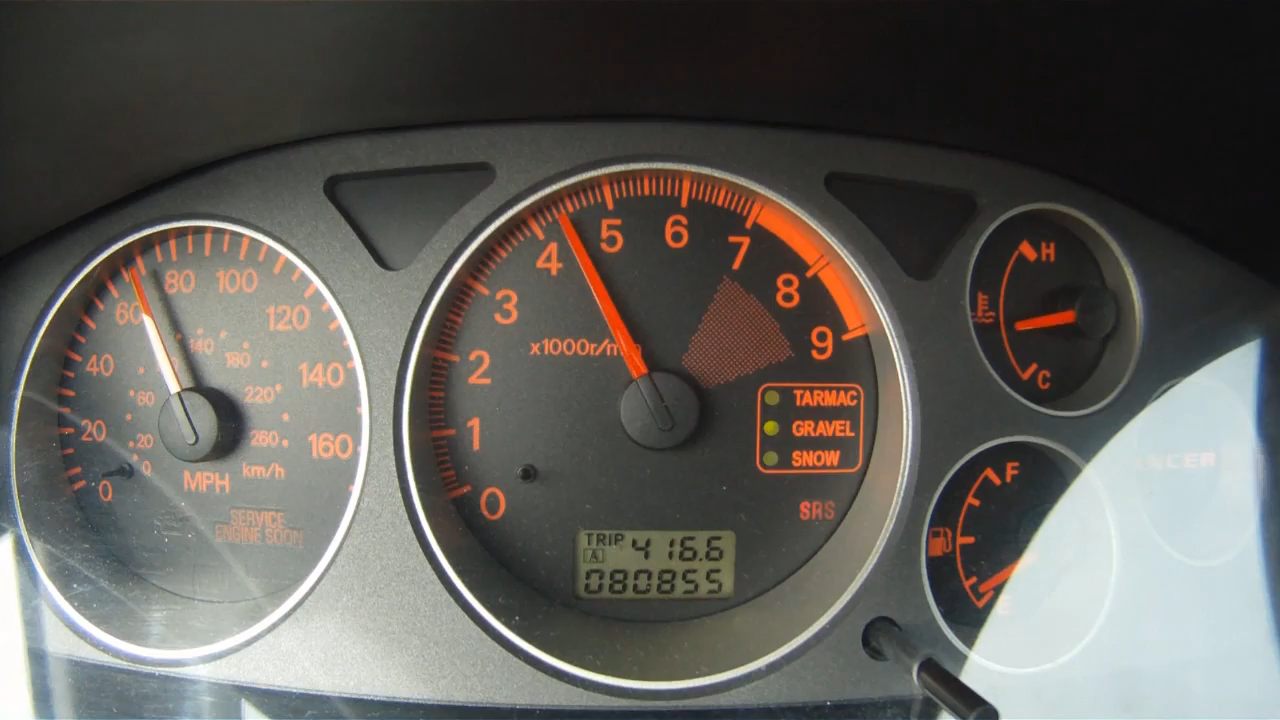 80 100
60 120
40 140
20 160
0
140
180
60 220
20 260
0 km/h
MPH
SERVICE
ENGINE SOON
5 6
4 7
3 8
2 9
1
0
x1000r/min
TARMAC
GRAVEL
SNOW
SRS
TRIP 416.6
A
080855
H
C
F
E